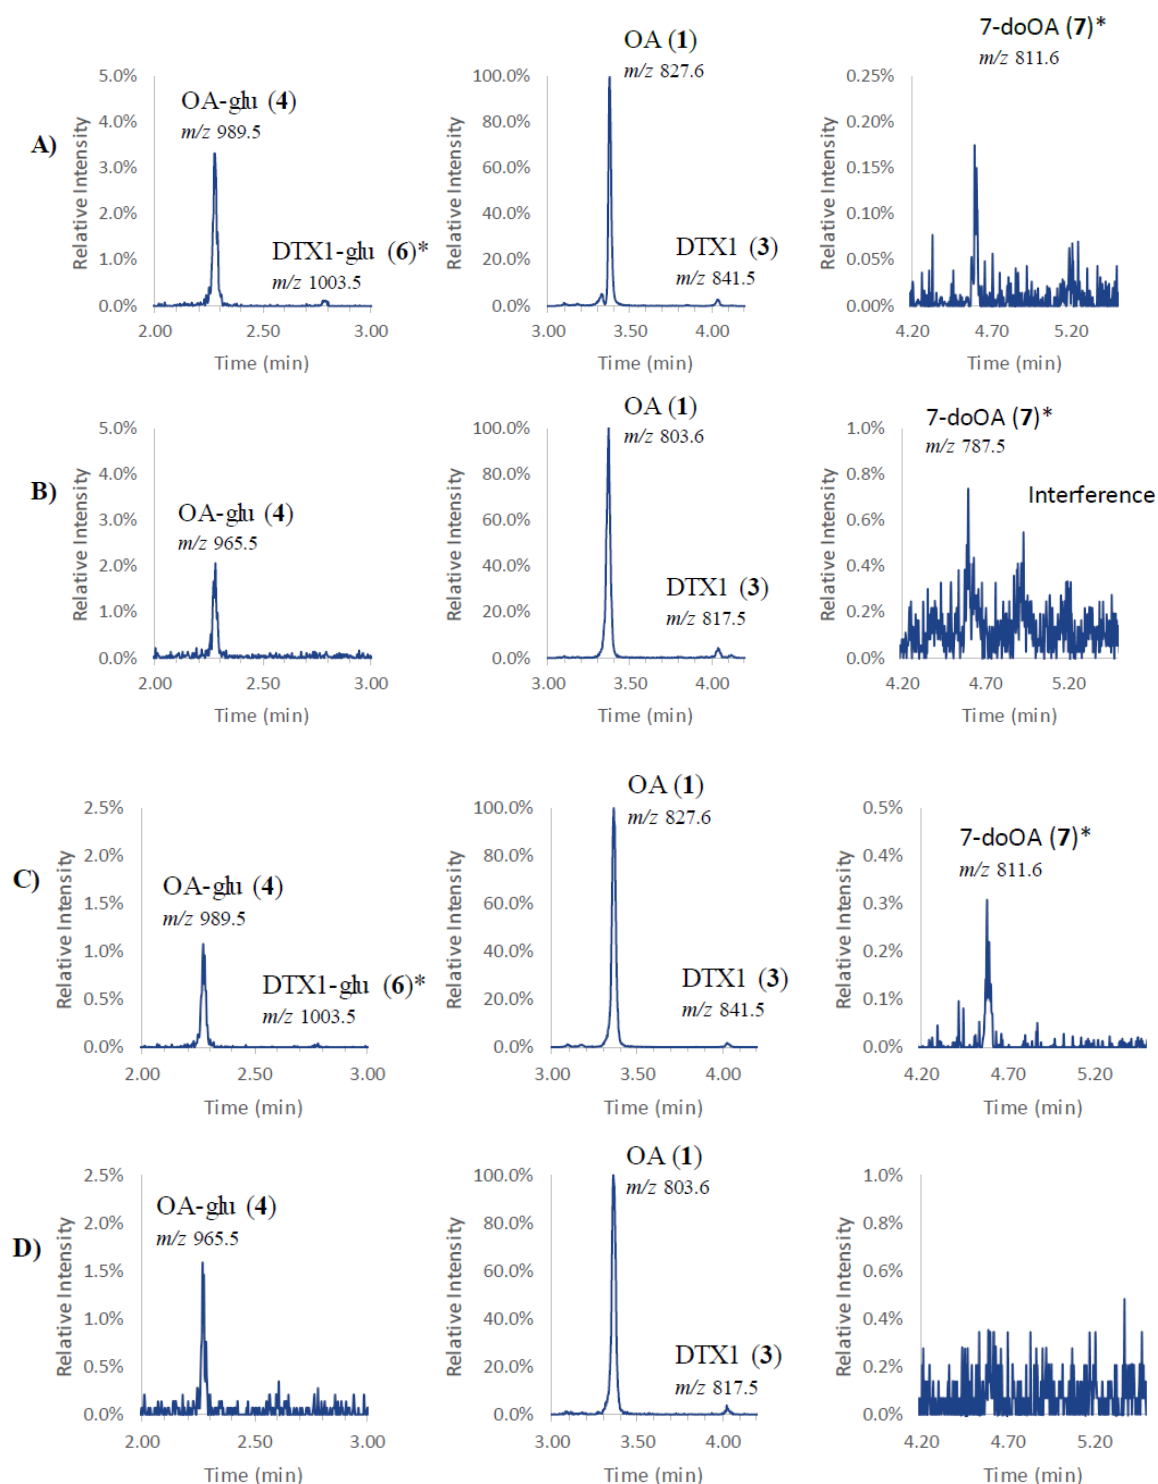 A)
OA-glu (4)
m/z 989.5
DTX1-glu (6)*
m/z 1003.5
Relative Intensity
5.0%
4.0%
3.0%
2.0%
1.0%
0.0%
2.00 2.50 3.00
Time (min)
OA (1)
m/z 827.6
DTX1 (3)
m/z 841.5
Relative Intensity
100.0%
80.0%
60.0%
40.0%
20.0%
0.0%
3.00 3.50 4.00
Time (min)
7-doOA (7)*
m/z 811.6
Relative Intensity
0.25%
0.20%
0.15%
0.10%
0.05%
0.00%
4.20 4.70 5.20
Time (min)
B)
OA-glu (4)
m/z 965.5
Relative Intensity
5.0%
4.0%
3.0%
2.0%
1.0%
0.0%
2.00 2.50 3.00
Time (min)
OA (1)
m/z 803.6
DTX1 (3)
m/z 817.5
Relative Intensity
100.0%
80.0%
60.0%
40.0%
20.0%
0.0%
3.00 3.50 4.00
Time (min)
7-doOA (7)*
m/z 787.5
Interference
Relative Intensity
1.0%
0.8%
0.6%
0.4%
0.2%
0.0%
4.20 4.70 5.20
Time (min)
C)
OA-glu (4)
m/z 989.5
DTX1-glu (6)*
m/z 1003.5
Relative Intensity
2.5%
2.0%
1.5%
1.0%
0.5%
0.0%
2.00 2.50 3.00
Time (min)
OA (1)
m/z 827.6
DTX1 (3)
m/z 841.5
Relative Intensity
100.0%
80.0%
60.0%
40.0%
20.0%
0.0%
3.00 3.50 4.00
Time (min)
7-doOA (7)*
m/z 811.6
Relative Intensity
0.5%
0.4%
0.3%
0.2%
0.1%
0.0%
4.20 4.70 5.20
Time (min)
D)
OA-glu (4)
m/z 965.5
Relative Intensity
2.5%
2.0%
1.5%
1.0%
0.5%
0.0%
2.00 2.50 3.00
Time (min)
OA (1)
m/z 803.6
DTX1 (3)
m/z 817.5
Relative Intensity
100.0%
80.0%
60.0%
40.0%
20.0%
0.0%
3.00 3.50 4.00
Time (min)
Relative Intensity
1.0%
0.8%
0.6%
0.4%
0.2%
0.0%
4.20 4.70 5.20
Time (min)